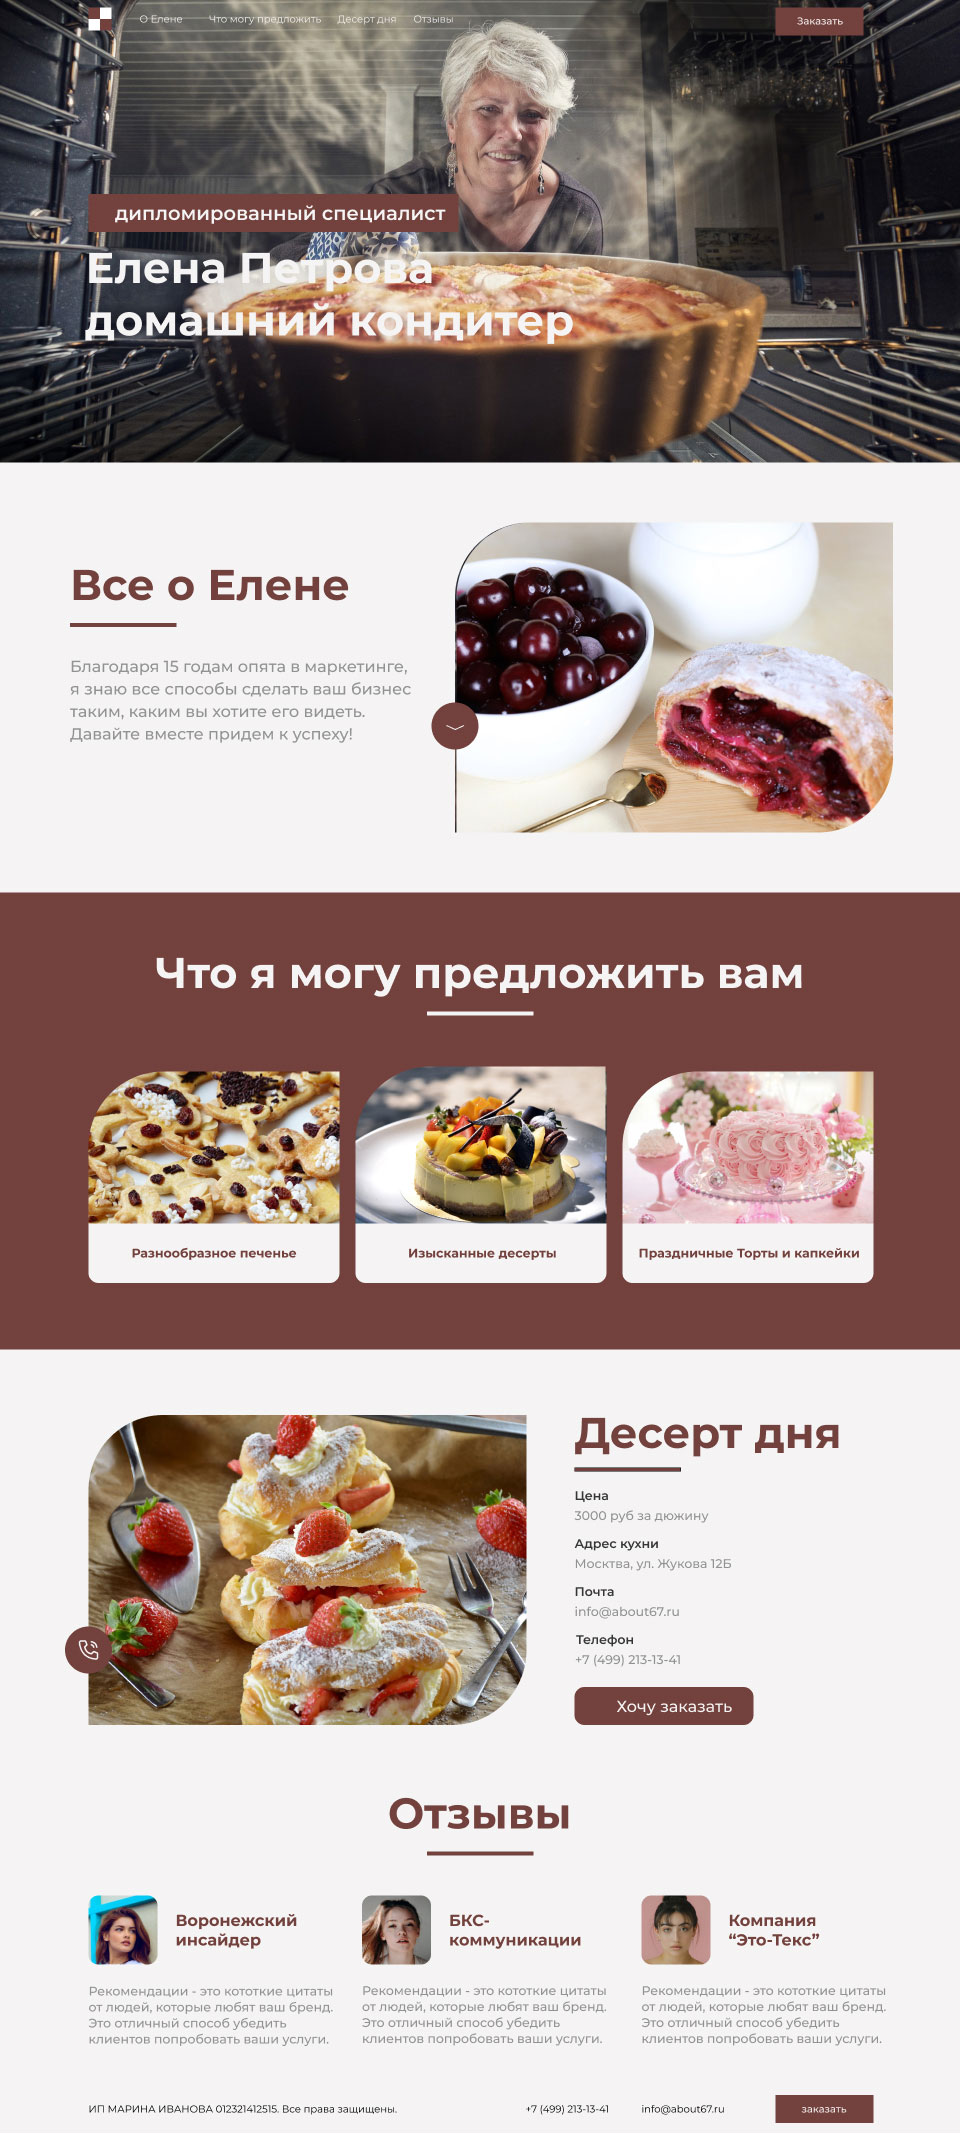 О Елене Что могу предложить Десерт дня Отзывы Заказать
дипломированный специалист
Елена Петрова
домашний кондитер
Все о Елене
Благодаря 15 годам опята в маркетинге,
я знаю все способы сделать ваш бизнес
таким, каким вы хотите его видеть.
Давайте вместе придем к успеху!
Что я могу предложить вам
Разнообразное печенье
Изысканные десерты
Праздничные Торты и капкейки
Десерт дня
Цена
3000 руб за дюжину
Адрес кухни
Москтва, ул. Жукова 12Б
Почта
info@about67.ru
Телефон
+7 (499) 213-13-41
Хочу заказать
Отзывы
Воронежский
инсайдер
Рекомендации - это кототкие цитаты
от людей, которые любят ваш бренд.
Это отличный способ убедить
клиентов попробовать ваши услуги.
БКС-
коммуникации
Рекомендации - это кототкие цитаты
от людей, которые любят ваш бренд.
Это отличный способ убедить
клиентов попробовать ваши услуги.
Компания
“Это-Текс”
Рекомендации - это кототкие цитаты
от людей, которые любят ваш бренд.
Это отличный способ убедить
клиентов попробовать ваши услуги.
ИП МАРИНА ИВАНОВА 012321412515. Все права защищены. +7 (499) 213-13-41 info@about67.ru заказать